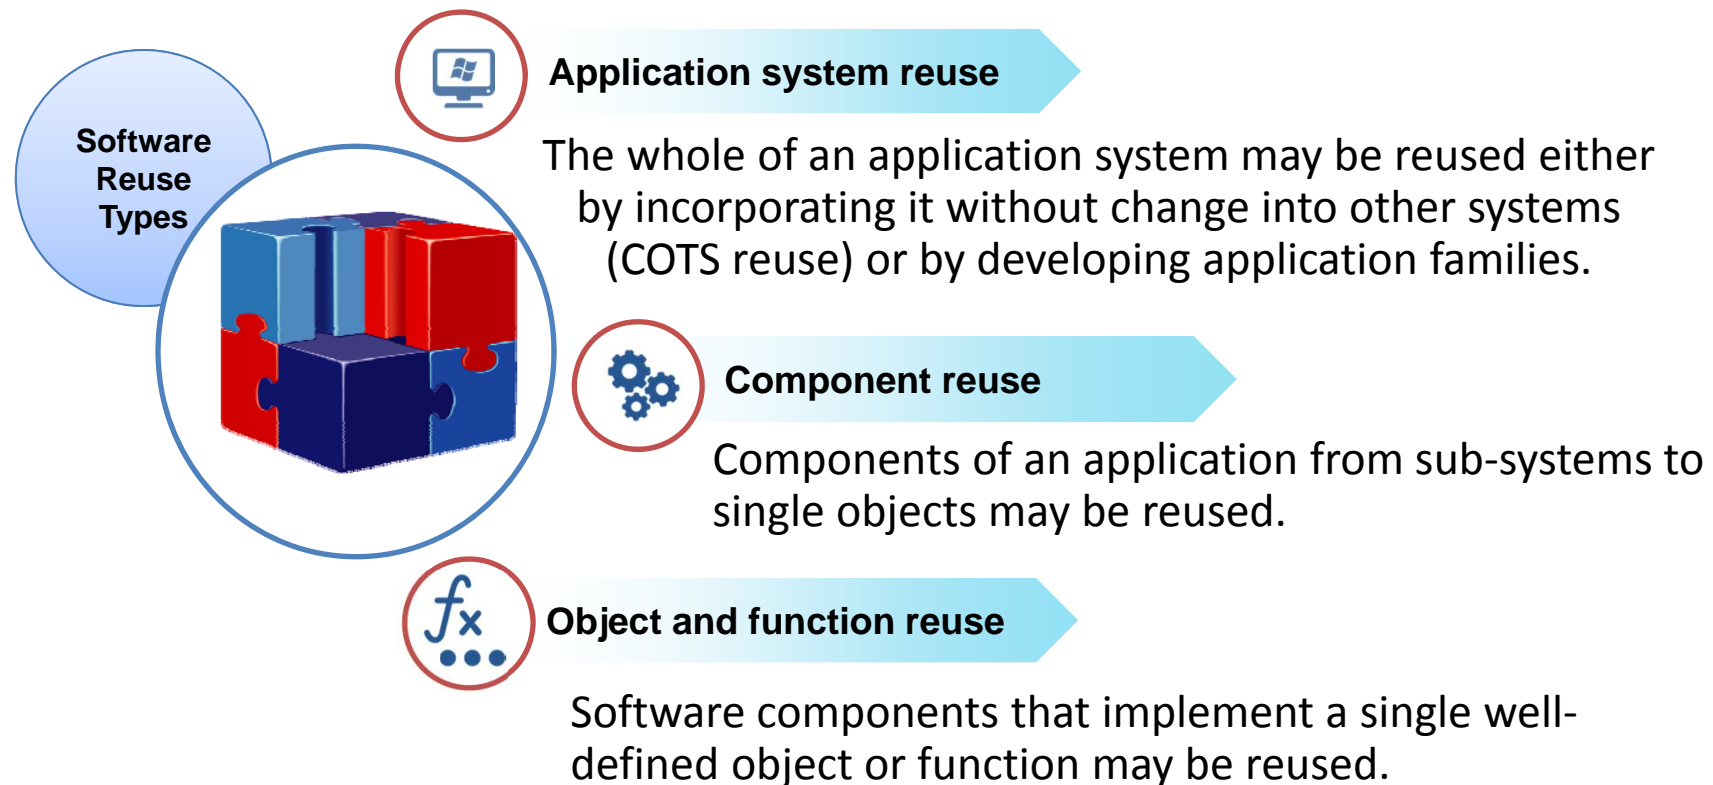 Software
Reuse
Types
Application system reuse
The whole of an application system may be reused either
by incorporating it without change into other systems
(COTS reuse) or by developing application families.
Component reuse
Components of an application from sub-systems to
single objects may be reused.
fx
Object and function reuse
Software components that implement a single well-
defined object or function may be reused.